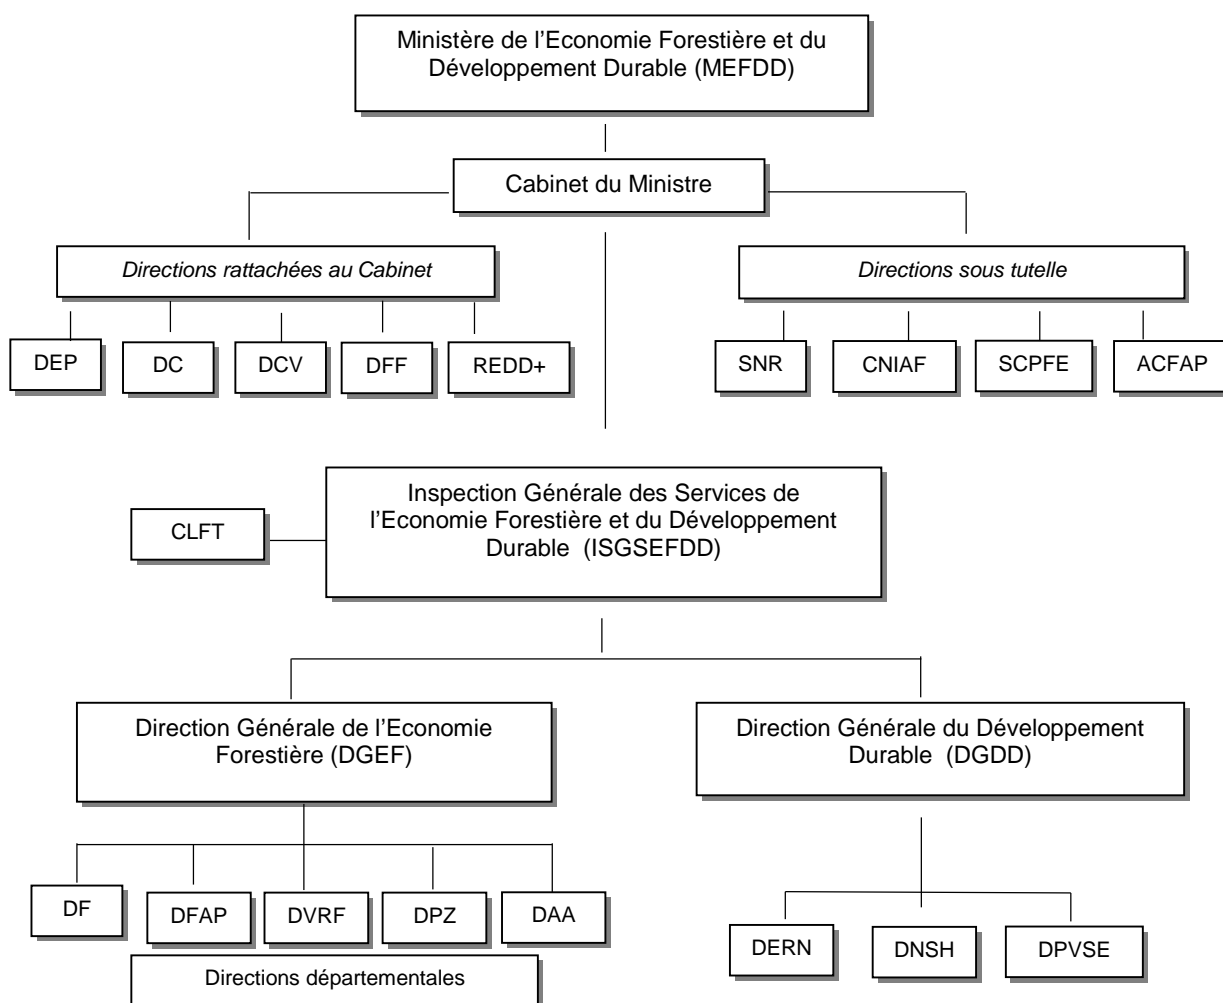 Ministère de l’Economie Forestière et du
Développement Durable (MEFDD)
Cabinet du Ministre
Directions rattachées au Cabinet
Directions sous tutelle
DEP
DC
DCV
DFF
REDD+
SNR
CNIAF
SCPFE
ACFAP
CLFT
Inspection Générale des Services de
l’Economie Forestière et du Développement
Durable (ISGSEFDD)
Direction Générale de l’Economie
Forestière (DGEF)
Direction Générale du Développement
Durable (DGDD)
DF
DFAP
DVRF
DPZ
DAA
DERN
DNSH
DPVSE
Directions départementales